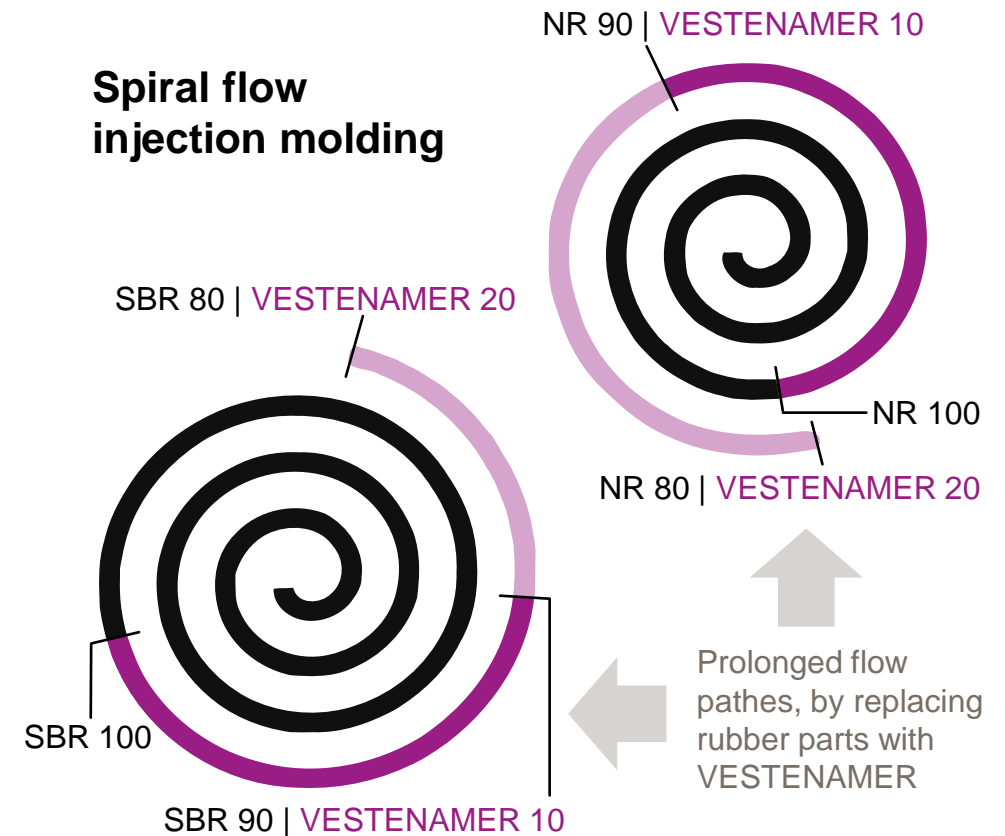 NR 90 | VESTENAMER 10
Spiral flow
injection molding
SBR 80 | VESTENAMER 20
NR 100
NR 80 | VESTENAMER 20
Prolonged flow
pathes, by replacing
rubber parts with
VESTENAMER
SBR 100
SBR 90 | VESTENAMER 10